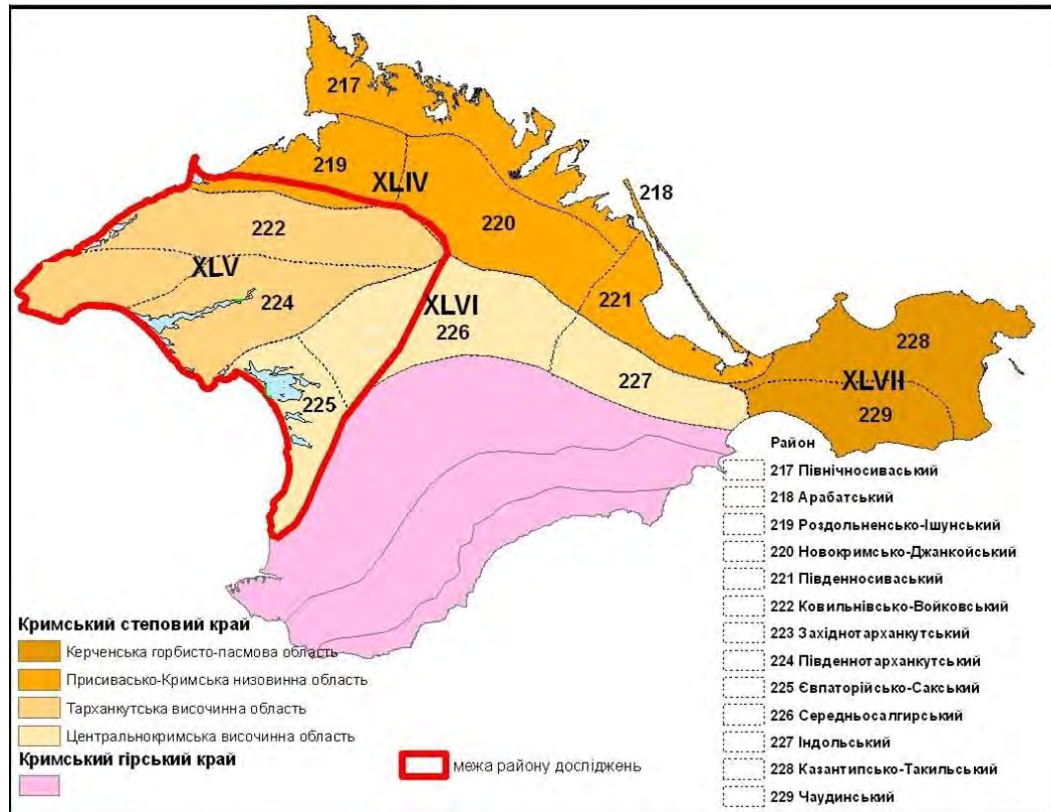 217
219
XLIV
218
222
220
XLV
224
XLVI
221
226
228
225
227
XLVII
229
Район
217 Північносиваський
218 Арабатський
219 Роздольненсько-Ішунський
220 Новокримсько-Джанкойський
221 Південносиваський
222 Ковильнівсько-Войковський
223 Західнотарханкутський
224 Південнотарханкутський
225 Євпаторійсько-Сакський
226 Середньосалгирський
227 Індольський
228 Казантипсько-Такильський
229 Чаудинський
Кримський степовий край
Керченська горбисто-пасмова область
Присивасько-Кримська низовинна область
Тарханкутська височинна область
Центральнокримська височинна область
Кримський гірський край
межа району досліджень